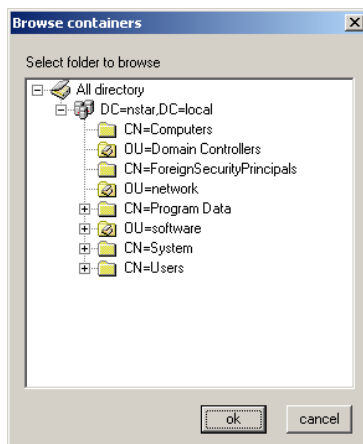 Browse containers
Select folder to browse
All directory
DC=nstar,DC=local
CN=Computers
OU=Domain Controllers
CN=ForeignSecurityPrincipals
OU=network
CN=Program Data
OU=software
CN=System
CN=Users
ok
cancel